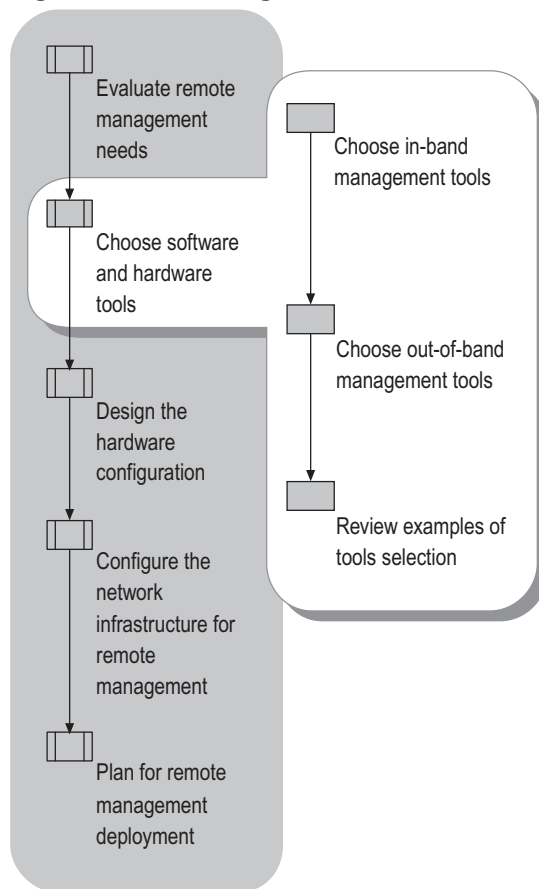 Evaluate remote
management
needs
Choose software
and hardware
tools
Design the
hardware
configuration
Configure the
network
infrastructure for
remote
management
Plan for remote
management
deployment
Choose in-band
management tools
Choose out-of-band
management tools
Review examples of
tools selection